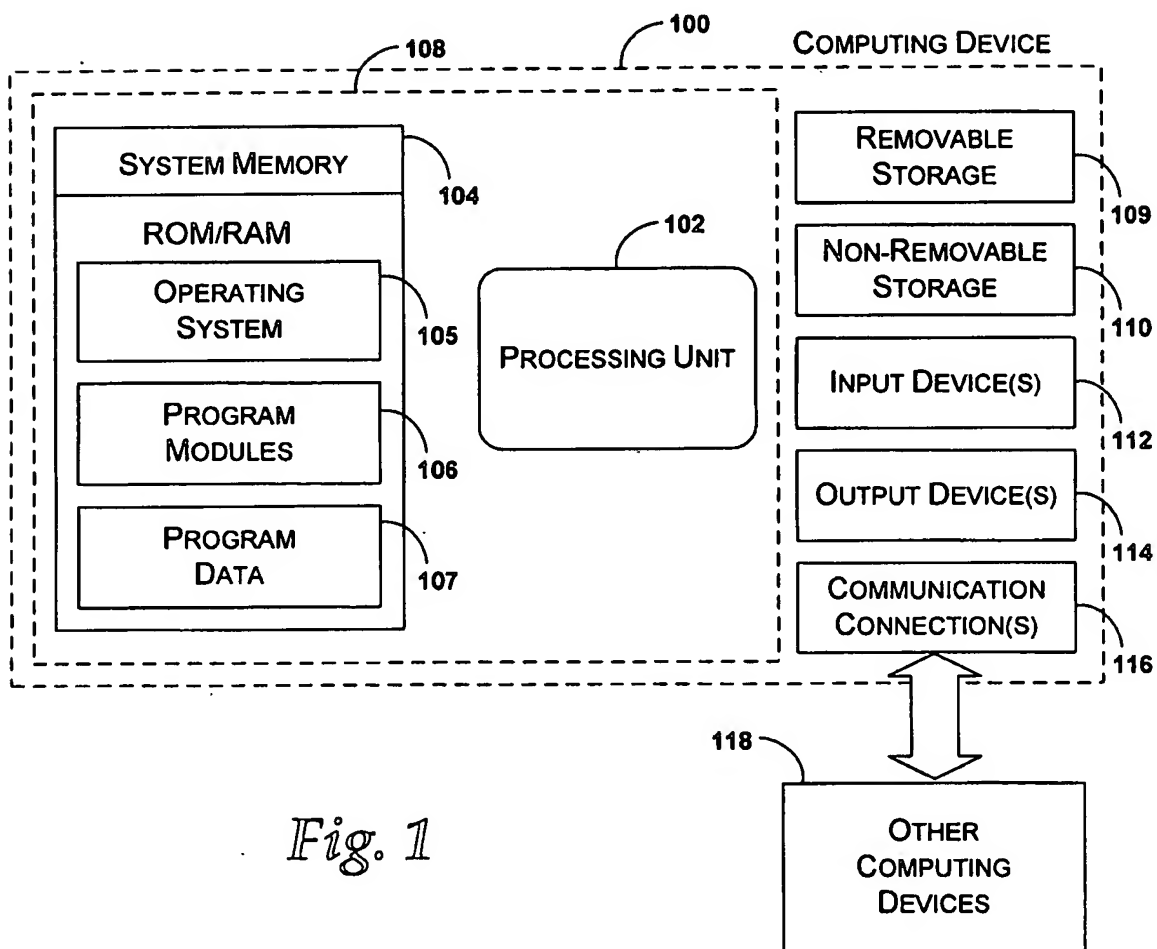 100
COMPUTING DEVICE
108
SYSTEM MEMORY
104
ROM/RAM
OPERATING
SYSTEM
105
PROGRAM
MODULES
106
PROGRAM
DATA
107
102
PROCESSING UNIT
REMOVABLE
STORAGE
109
NON-REMOVABLE
STORAGE
110
INPUT DEVICE(S)
112
OUTPUT DEVICE(S)
114
COMMUNICATION
CONNECTION(S)
116
118
OTHER
COMPUTING
DEVICES
Fig. 1